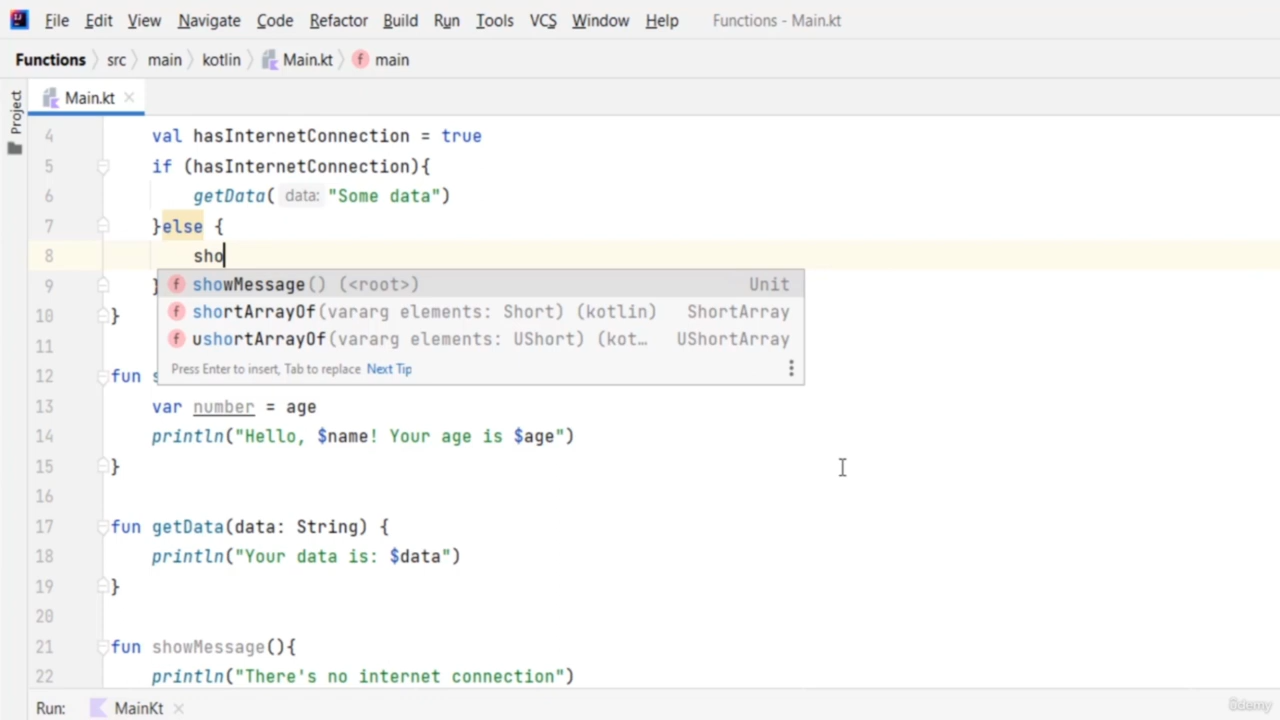 File Edit View Navigate Code Refactor Build Run Tools VCS Window Help Functions - Main.kt
Functions src main kotlin Main.kt main
Project
Main.kt
4 val hasInternetConnection = true
5 if (hasInternetConnection){
6 getData( data: "Some data")
7 }else {
8 sho
9 }
showMessage() (<root>) Unit
shortArrayOf(vararg elements: Short) (kotlin) ShortArray
ushortArrayOf(vararg elements: UShort) (kot… UShortArray
Press Enter to insert, Tab to replace Next Tip
10 }
11
12 fun s
13 var number = age
14 println("Hello, $name! Your age is $age")
15 }
16
17 fun getData(data: String) {
18 println("Your data is: $data")
19 }
20
21 fun showMessage(){
22 println("There's no internet connection")
Run: MainKt
ûdemy